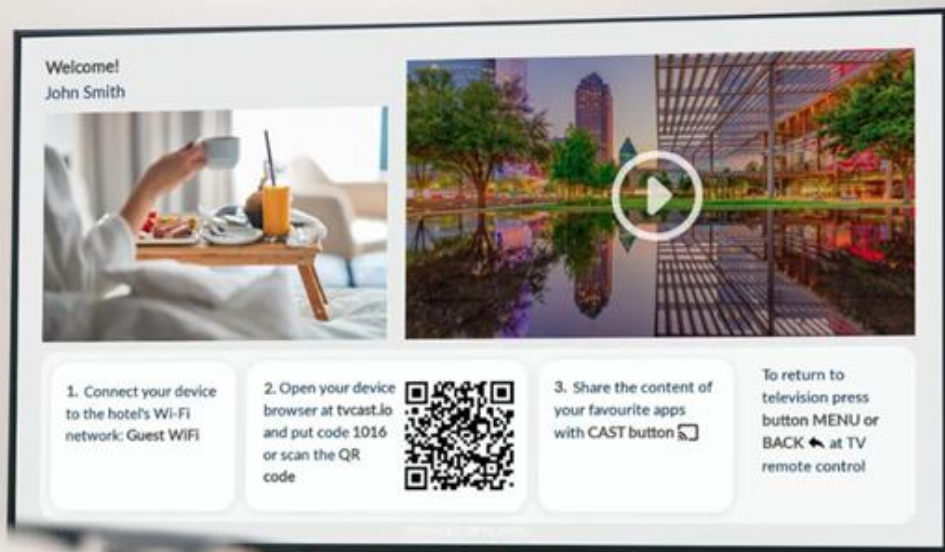 Welcome!
John Smith
1. Connect your device
to the hotel's Wi-Fi
network: Guest WiFi
2. Open your device
browser at tvcast.io
and put code 1016
or scan the QR
code
3. Share the content of
your favourite apps
with CAST button
To return to
television press
button MENU or
BACK at TV
remote control